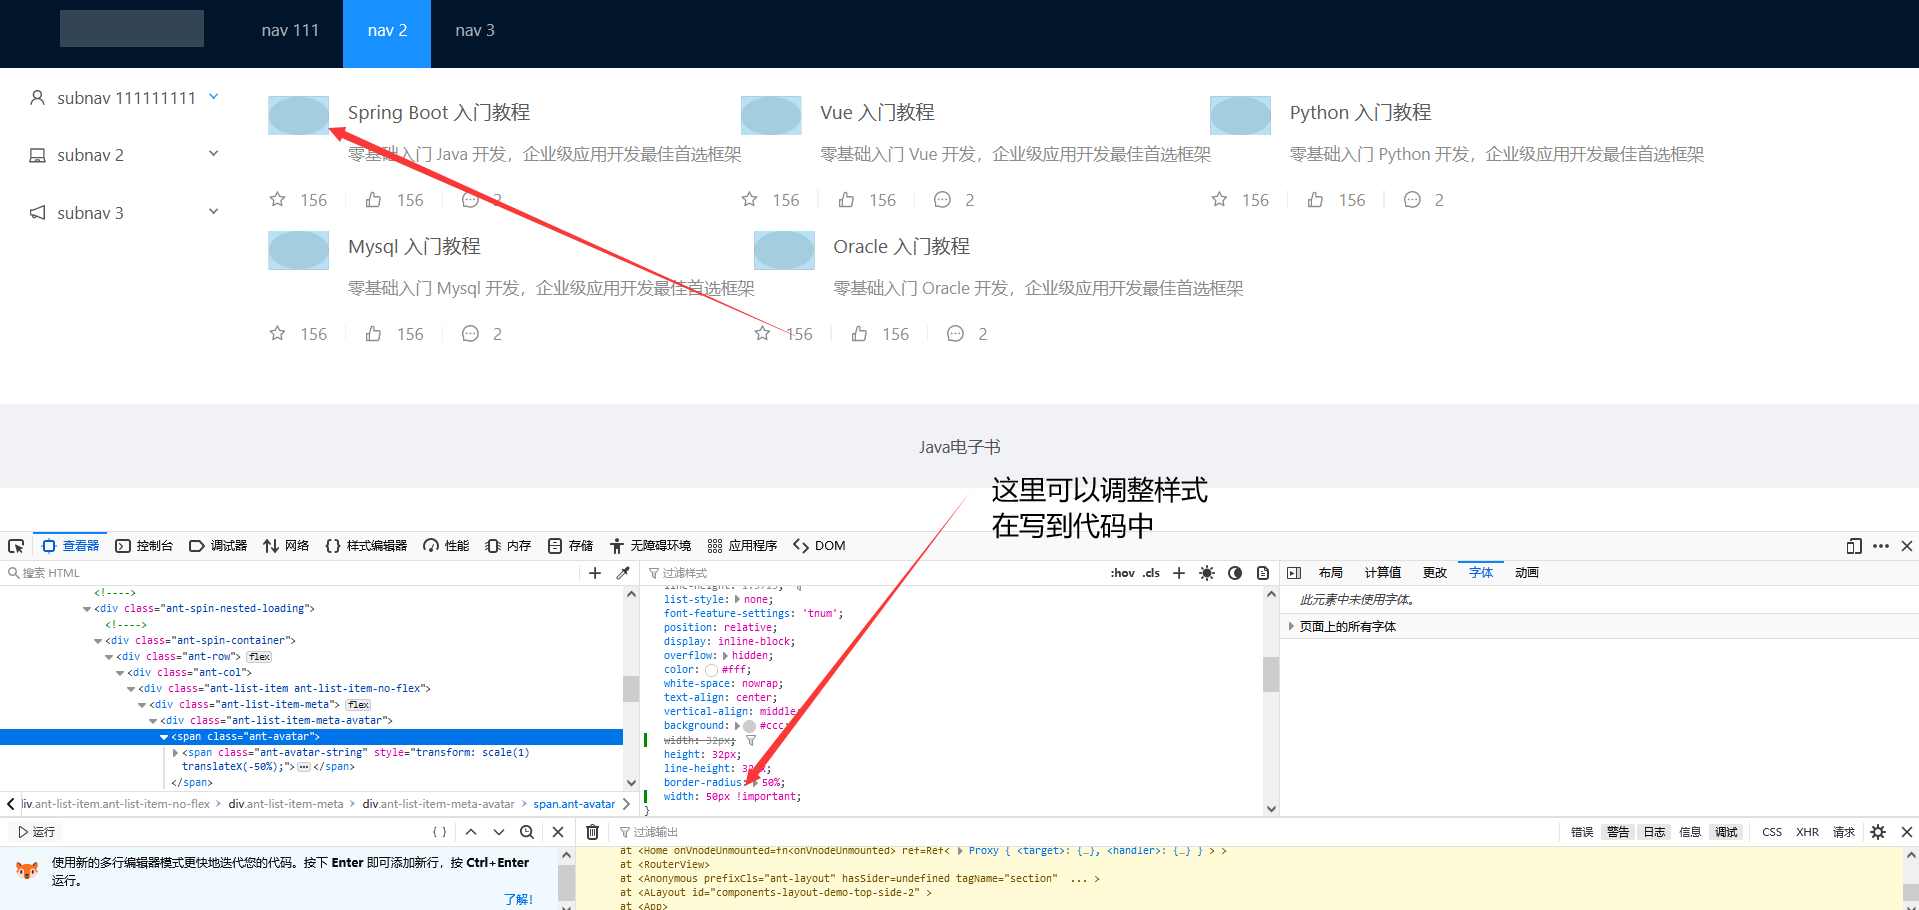 nav 111 nav 2 nav 3
subnav 111111111
subnav 2
subnav 3
Spring Boot 入门教程
零基础入门 Java 开发，企业级应用开发最佳首选框架
156 156 2
Vue 入门教程
零基础入门 Vue 开发，企业级应用开发最佳首选框架
156 156 2
Python 入门教程
零基础入门 Python 开发，企业级应用开发最佳首选框架
156 156 2
Mysql 入门教程
零基础入门 Mysql 开发，企业级应用开发最佳首选框架
156 156 2
Oracle 入门教程
零基础入门 Oracle 开发，企业级应用开发最佳首选框架
156 156 2
Java电子书
这里可以调整样式
在写到代码中
查看器 控制台 调试器 网络 样式编辑器 性能 内存 存储 无障碍环境 应用程序 DOM
搜索 HTML
<!---->
<div class="ant-spin-nested-loading">
<!---->
<div class="ant-spin-container">
<div class="ant-row"> flex
<div class="ant-col">
<div class="ant-list-item ant-list-item-no-flex">
<div class="ant-list-item-meta"> flex
<div class="ant-list-item-meta-avatar">
<span class="ant-avatar">
<span class="ant-avatar-string" style="transform: scale(1)
translateX(-50%);"> </span>
</span>
iv.ant-list-item.ant-list-item-no-flex > div.ant-list-item-meta > div.ant-list-item-meta-avatar > span.ant-avatar
过滤样式 :hov .cls
list-style: none;
font-feature-settings: 'tnum';
position: relative;
display: inline-block;
overflow: hidden;
color: #fff;
white-space: nowrap;
text-align: center;
vertical-align: middle;
background: #ccc;
width: 32px;
height: 32px;
line-height: 32px;
border-radius: 50%;
width: 50px !important;
}
布局 计算值 更改 字体 动画
此元素中未使用字体。
页面上的所有字体
运行
使用新的多行编辑器模式更快地迭代您的代码。按下 Enter 即可添加新行，按 Ctrl+Enter
运行。
了解!
过滤输出 错误 警告 日志 信息 调试 CSS XHR 请求
at <Home onVnodeUnmounted=fn<onVnodeUnmounted> ref=Ref< Proxy { <target>: {…}, <handler>: {…} } > >
at <RouterView>
at <Anonymous prefixCls="ant-layout" hasSider=undefined tagName="section" ... >
at <ALayout id="components-layout-demo-top-side-2" >
at <App>